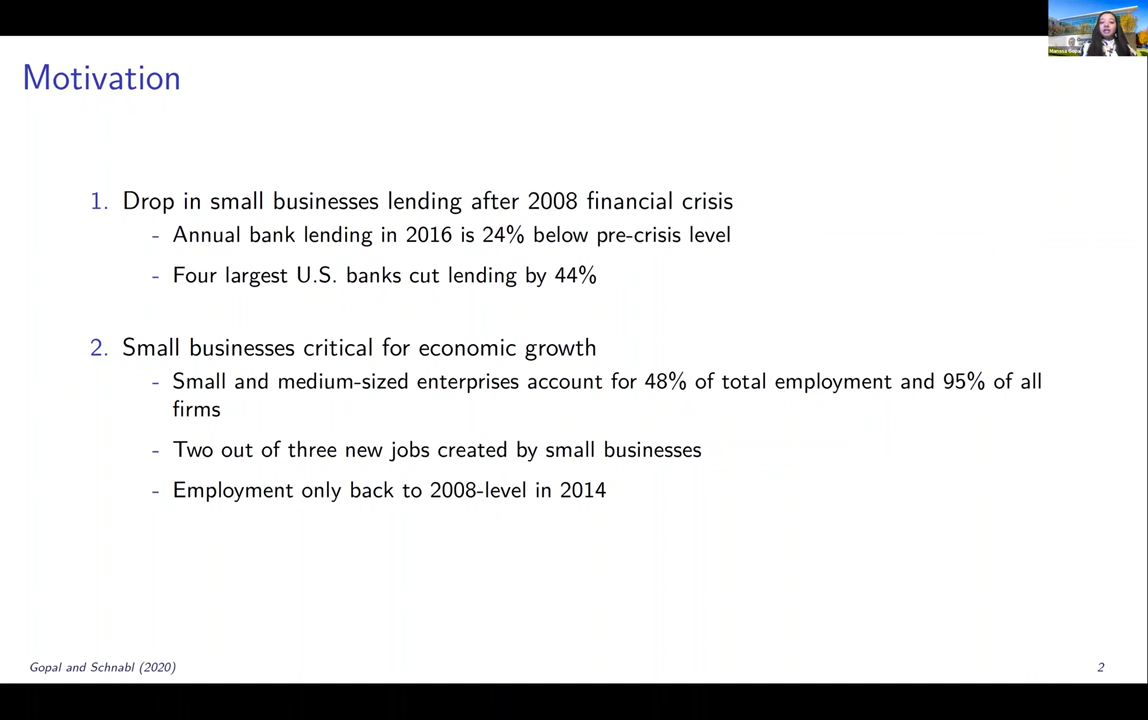 Motivation
1. Drop in small businesses lending after 2008 financial crisis
- Annual bank lending in 2016 is 24% below pre-crisis level
- Four largest U.S. banks cut lending by 44%
2. Small businesses critical for economic growth
- Small and medium-sized enterprises account for 48% of total employment and 95% of all
firms
- Two out of three new jobs created by small businesses
- Employment only back to 2008-level in 2014
Gopal and Schnabl (2020)
2